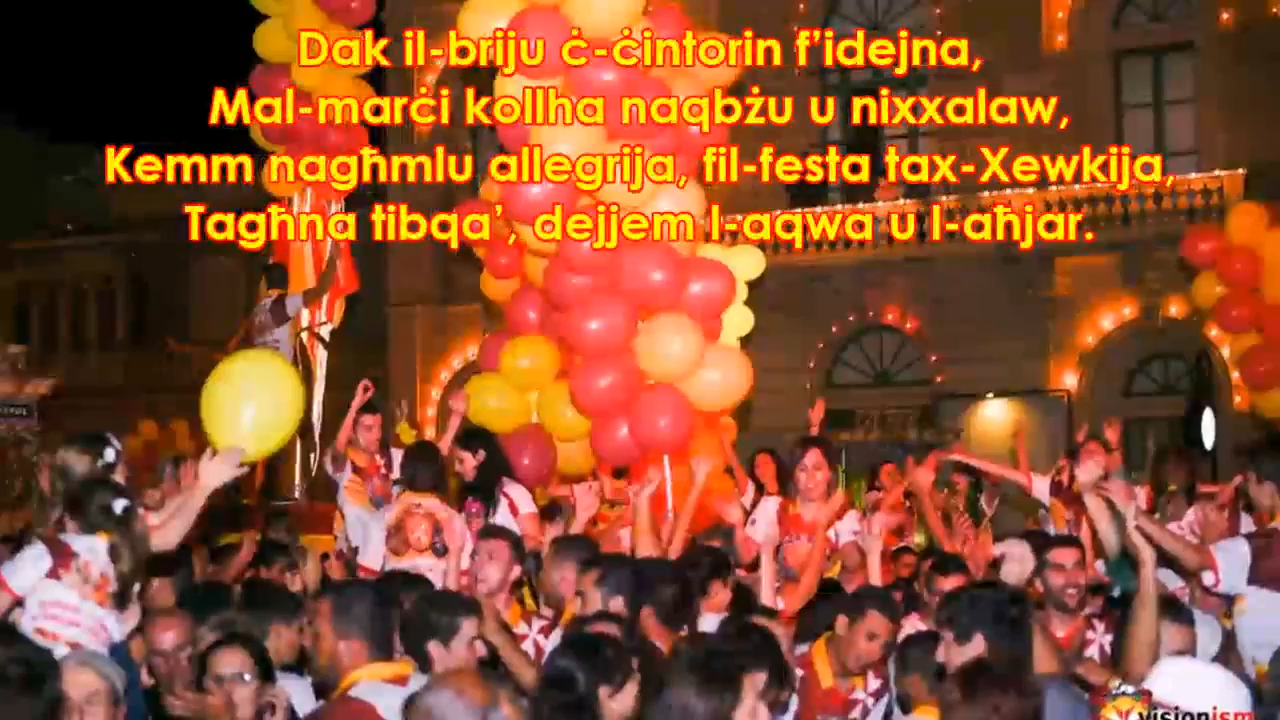 Dak il-briju ċ-ċintorin f’idejna,
Mal-marċi kollha naqbżu u nixxalaw,
Kemm nagħmlu allegrija, fil-festa tax-Xewkija,
Tagħna tibqa’, dejjem l-aqwa u l-aħjar.
visionism